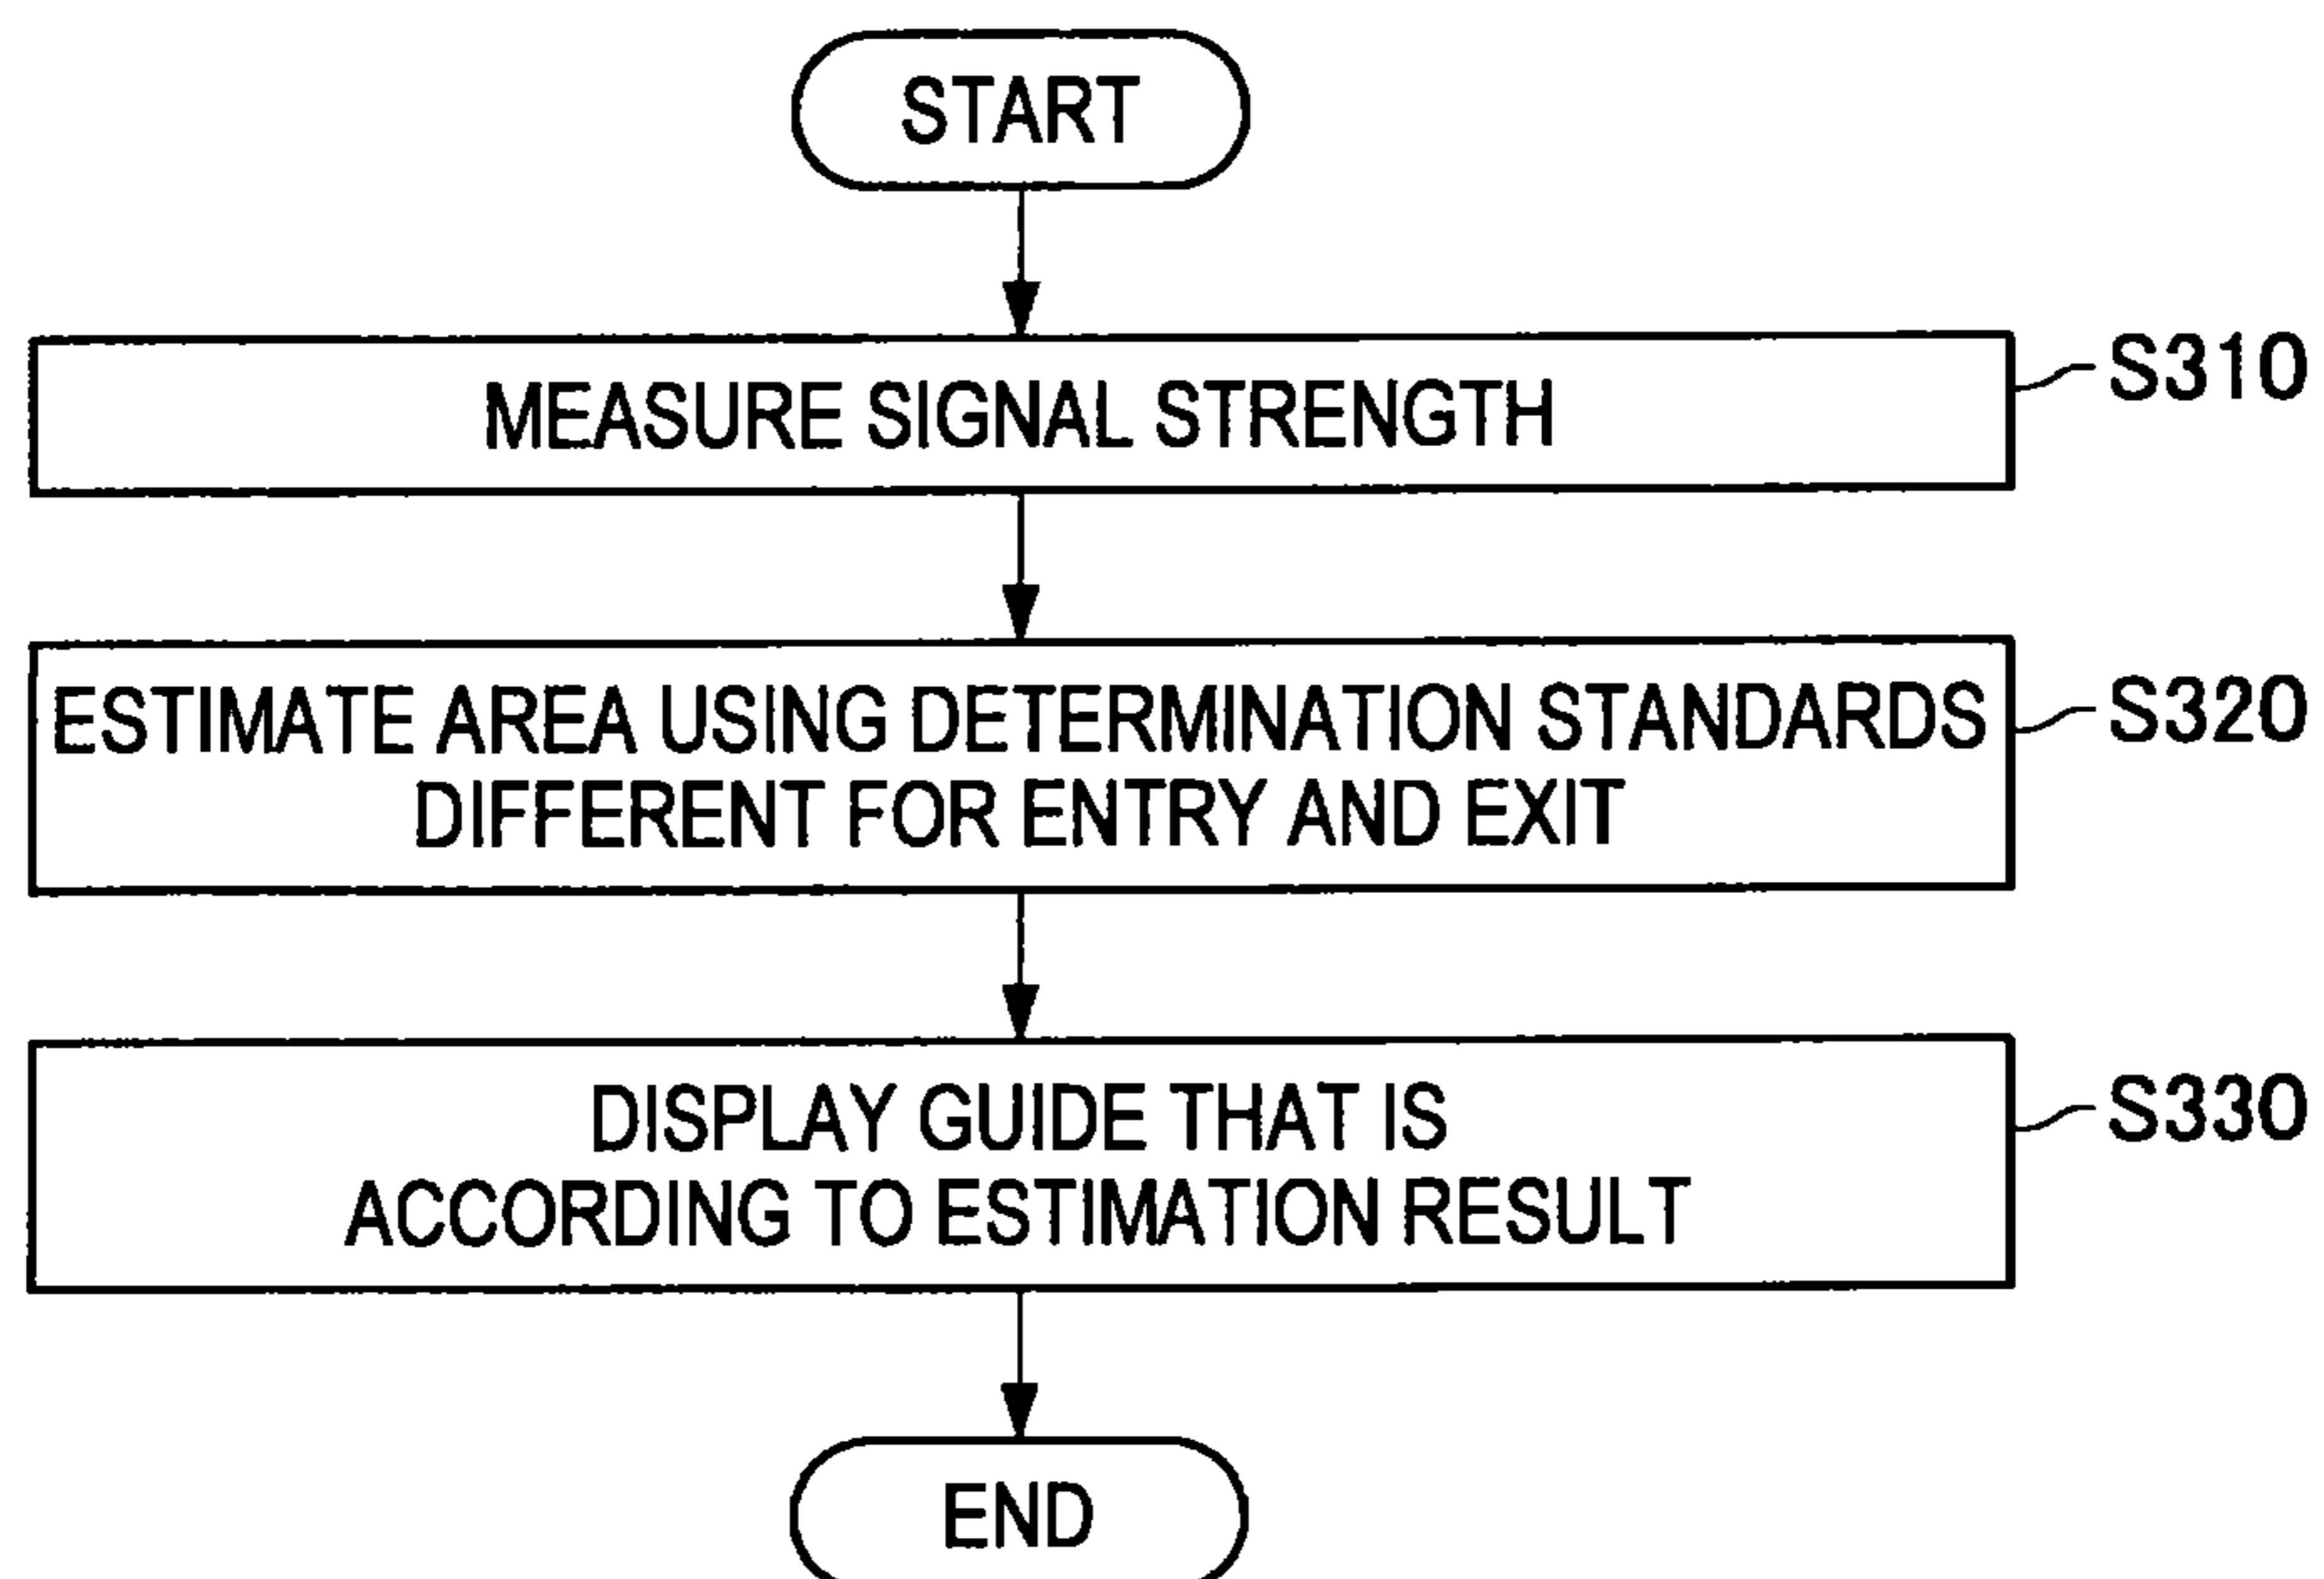 START
MEASURE SIGNAL STRENGTH
S310
ESTIMATE AREA USING DETERMINATION STANDARDS
DIFFERENT FOR ENTRY AND EXIT
S320
DISPLAY GUIDE THAT IS
ACCORDING TO ESTIMATION RESULT
S330
END